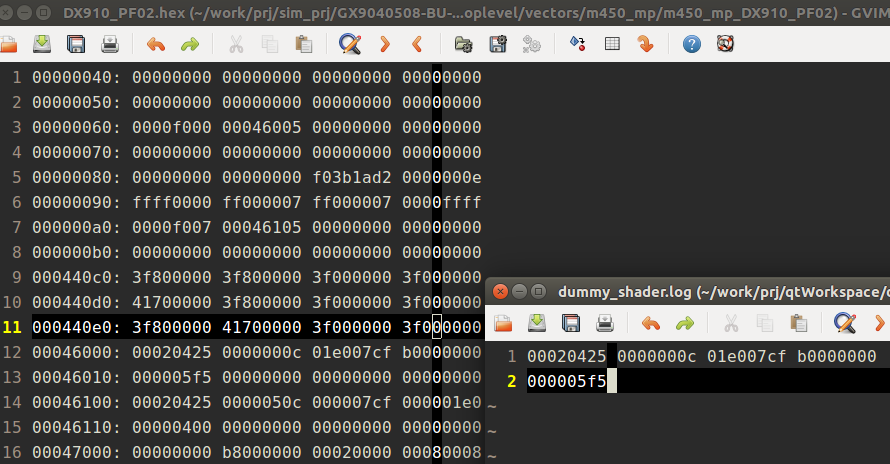 DX910_PF02.hex (~/work/prj/sim_prj/GX9040508-BU-...oplevel/vectors/m450_mp/m450_mp_DX910_PF02) - GVIM
1 00000040: 00000000 00000000 00000000 00000000
2 00000050: 00000000 00000000 00000000 00000000
3 00000060: 0000f000 00046005 00000000 00000000
4 00000070: 00000000 00000000 00000000 00000000
5 00000080: 00000000 00000000 f03b1ad2 0000000e
6 00000090: ffff0000 ff000007 ff000007 0000ffff
7 000000a0: 0000f007 00046105 00000000 00000000
8 000000b0: 00000000 00000000 00000000 00000000
9 000440c0: 3f800000 3f800000 3f000000 3f000000
10 000440d0: 41700000 3f800000 3f000000 3f000000
11 000440e0: 3f800000 41700000 3f000000 3f000000
12 00046000: 00020425 0000000c 01e007cf b0000000
13 00046010: 000005f5 00000000 00000000 00000000
14 00046100: 00020425 0000050c 000007cf 000001e0
15 00046110: 00000400 00000000 00000000 00000000
16 00047000: 00000000 b8000000 00020000 00080008
dummy_shader.log (~/work/prj/qtWorkspace/
1 00020425 0000000c 01e007cf b0000000
2 000005f5
~
~
~